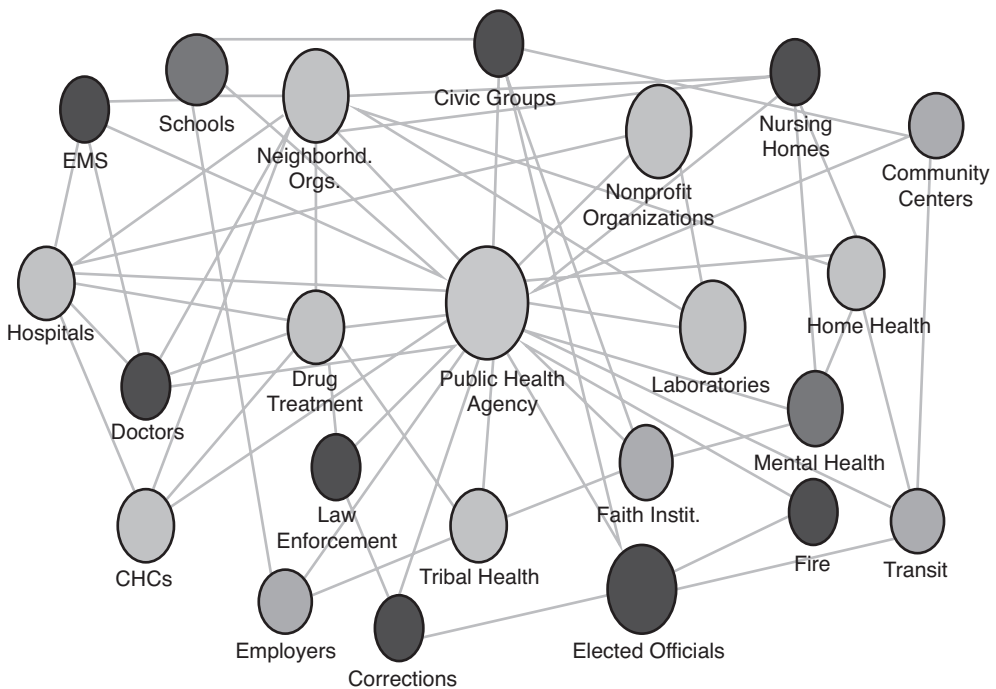 Civic Groups
Schools
EMS
Neighborhd.
Orgs.
Nursing
Homes
Community
Centers
Nonprofit
Organizations
Hospitals
Home Health
Drug
Treatment
Public Health
Agency
Laboratories
Doctors
Mental Health
Law
Enforcement
Faith Instit.
CHCs
Tribal Health
Fire
Transit
Employers
Elected Officials
Corrections